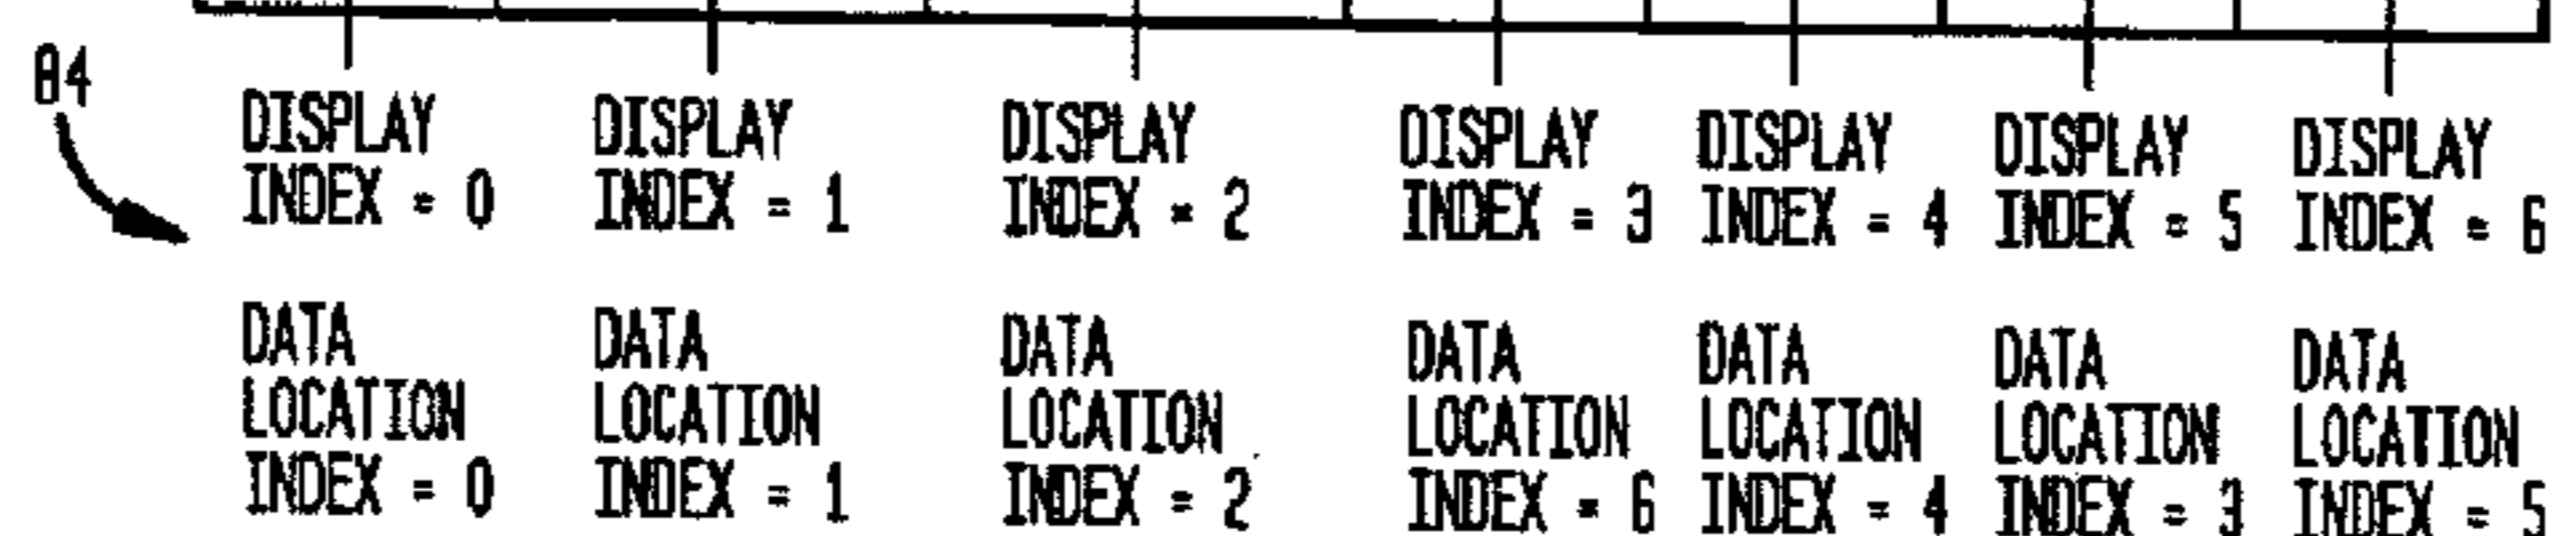 84
DISPLAY DISPLAY DISPLAY DISPLAY DISPLAY DISPLAY DISPLAY
INDEX = 0 INDEX = 1 INDEX = 2 INDEX = 3 INDEX = 4 INDEX = 5 INDEX = 6
DATA DATA DATA DATA DATA DATA DATA
LOCATION LOCATION LOCATION LOCATION LOCATION LOCATION LOCATION
INDEX = 0 INDEX = 1 INDEX = 2 INDEX = 6 INDEX = 4 INDEX = 3 INDEX = 5